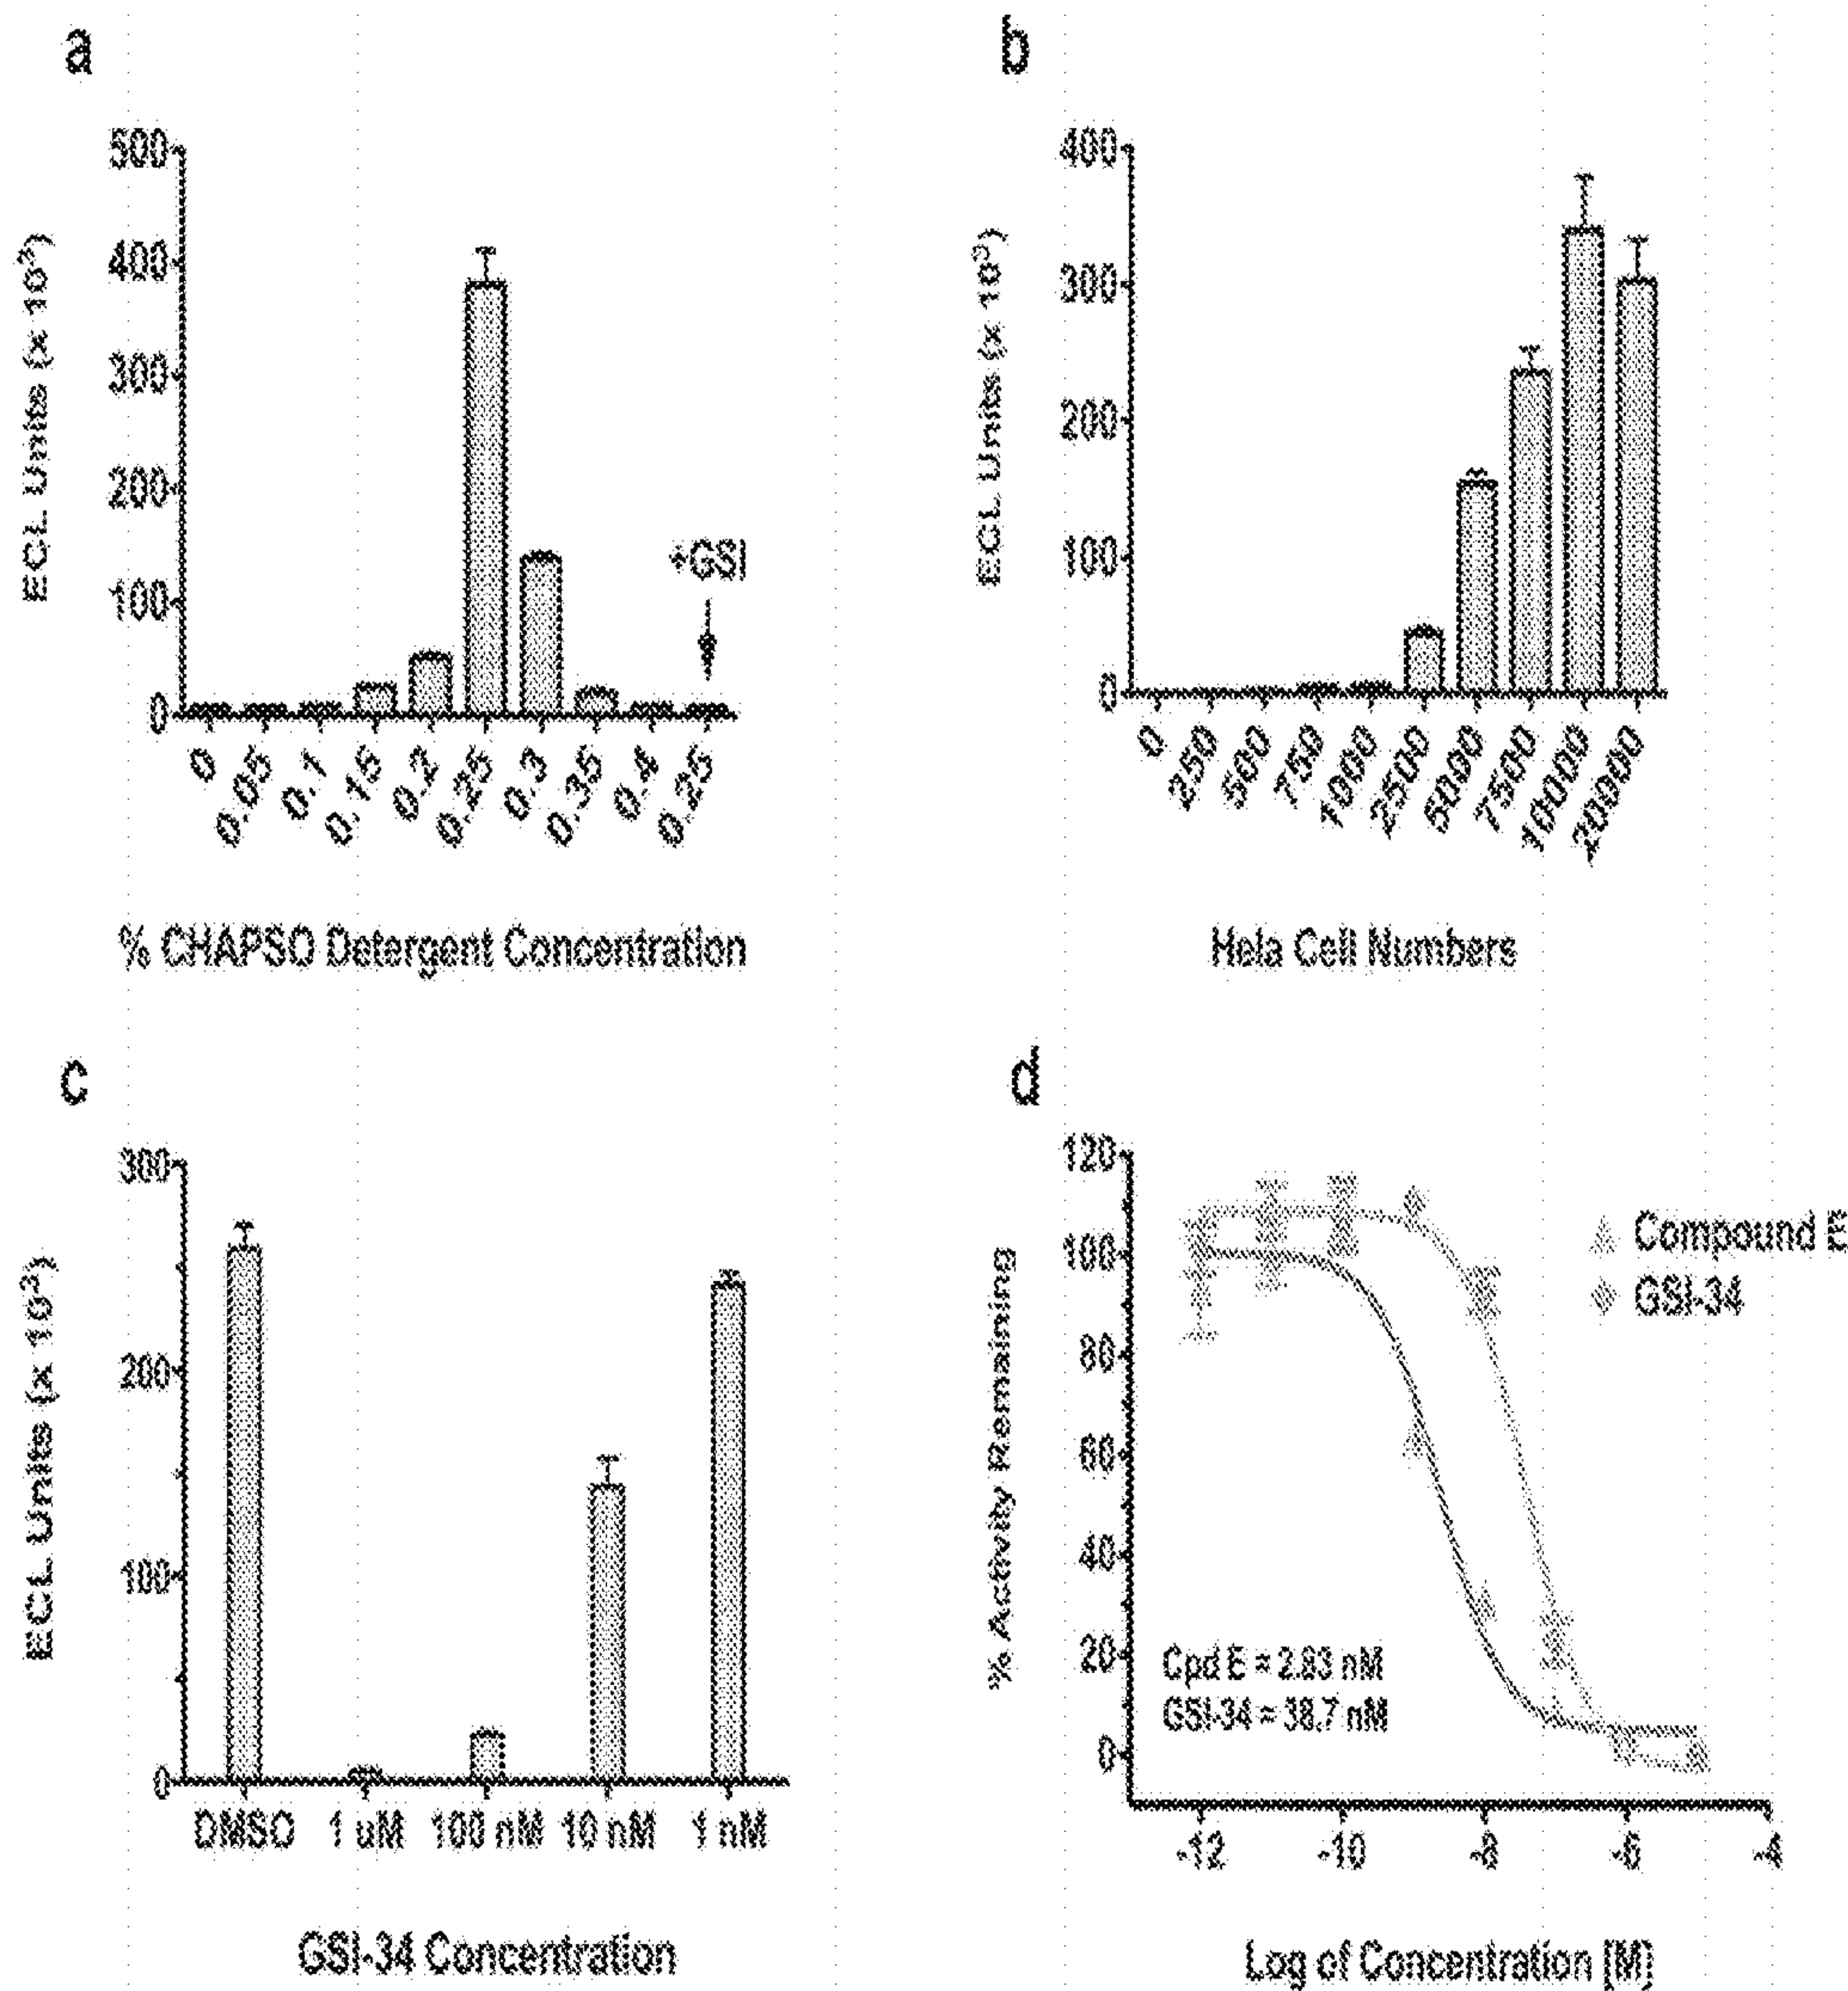 a
500
400
300
200
100
0
ECL Units (x 10³)
+GSI
0 0.05 0.1 0.15 0.2 0.25 0.3 0.35 0.4 0.25
% CHAPSO Detergent Concentration
b
400
300
200
100
0
ECL Units (x 10³)
0 250 500 750 1000 2500 5000 7500 10000 20000
Hela Cell Numbers
c
300
200
100
0
ECL Units (x 10³)
DMSO 1 uM 100 nM 10 nM 1 nM
GSI-34 Concentration
d
120
100
80
60
40
20
0
% Activity Remaining
Compound E
GSI-34
Cpd E = 2.83 nM
GSI-34 = 38.7 nM
-12 -10 -8 -6 -4
Log of Concentration [M]